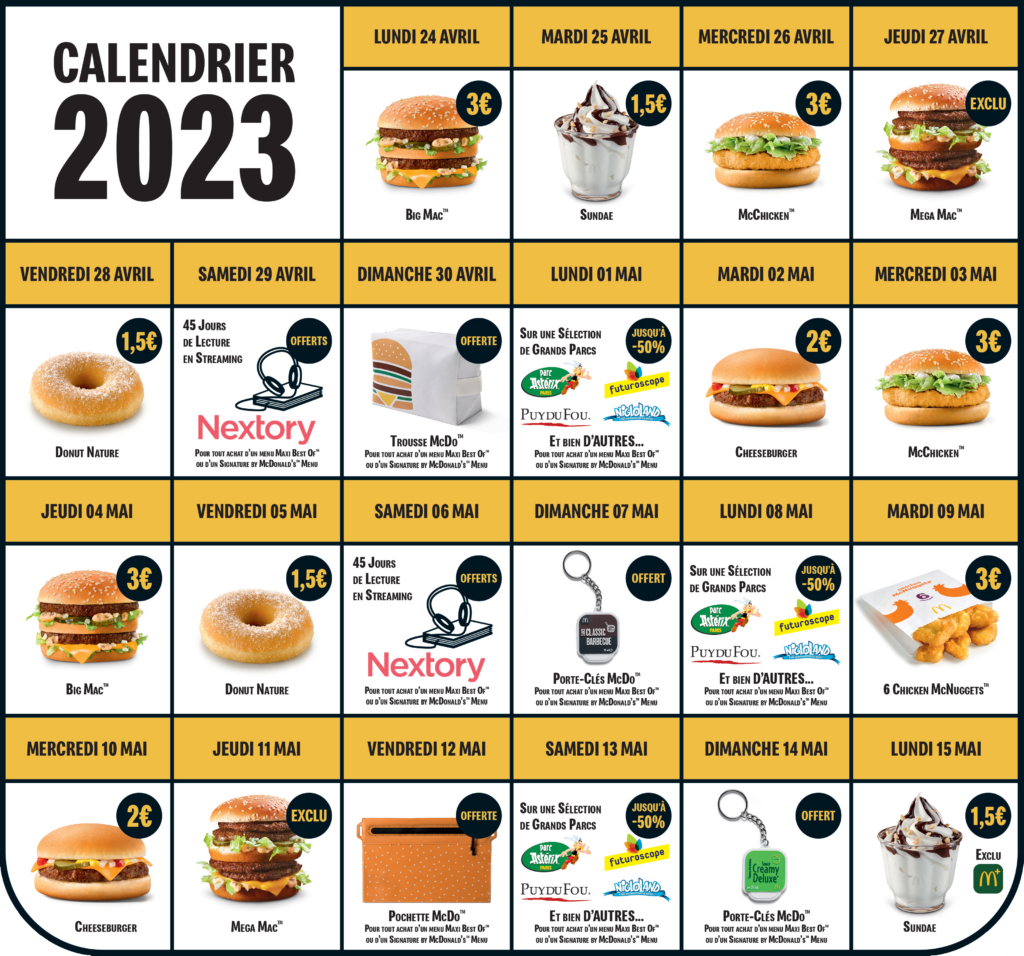 CALENDRIER
2023
LUNDI 24 AVRIL
3€
BIG MAC™
MARDI 25 AVRIL
1,5€
SUNDAE
MERCREDI 26 AVRIL
3€
MCCHICKEN™
JEUDI 27 AVRIL
EXCLU
MEGA MAC™
VENDREDI 28 AVRIL
1,5€
DONUT NATURE
SAMEDI 29 AVRIL
45 JOURS
DE LECTURE
EN STREAMING
OFFERTS
Nextory
POUR TOUT ACHAT D'UN MENU MAXI BEST OF™
OU D'UN SIGNATURE BY MCDONALD'S™ MENU
DIMANCHE 30 AVRIL
OFFERTE
TROUSSE MCDO™
POUR TOUT ACHAT D'UN MENU MAXI BEST OF™
OU D'UN SIGNATURE BY MCDONALD'S™ MENU
LUNDI 01 MAI
SUR UNE SÉLECTION
DE GRANDS PARCS
JUSQU'À
-50%
PARC
Astérix
PARIS
futuroscope
PUY DU FOU.
NIGLOLAND
ET BIEN D'AUTRES...
POUR TOUT ACHAT D'UN MENU MAXI BEST OF™
OU D'UN SIGNATURE BY MCDONALD'S™ MENU
MARDI 02 MAI
2€
CHEESEBURGER
MERCREDI 03 MAI
3€
MCCHICKEN™
JEUDI 04 MAI
3€
BIG MAC™
VENDREDI 05 MAI
1,5€
DONUT NATURE
SAMEDI 06 MAI
45 JOURS
DE LECTURE
EN STREAMING
OFFERTS
Nextory
POUR TOUT ACHAT D'UN MENU MAXI BEST OF™
OU D'UN SIGNATURE BY MCDONALD'S™ MENU
DIMANCHE 07 MAI
OFFERT
CLASSIC
BARBECUE
PORTE-CLÉS MCDO™
POUR TOUT ACHAT D'UN MENU MAXI BEST OF™
OU D'UN SIGNATURE BY MCDONALD'S™ MENU
LUNDI 08 MAI
SUR UNE SÉLECTION
DE GRANDS PARCS
JUSQU'À
-50%
PARC
Astérix
PARIS
futuroscope
PUY DU FOU.
NIGLOLAND
ET BIEN D'AUTRES...
POUR TOUT ACHAT D'UN MENU MAXI BEST OF™
OU D'UN SIGNATURE BY MCDONALD'S™ MENU
MARDI 09 MAI
3€
6
6 CHICKEN MCNUGGETS™
MERCREDI 10 MAI
2€
CHEESEBURGER
JEUDI 11 MAI
EXCLU
MEGA MAC™
VENDREDI 12 MAI
OFFERTE
POCHETTE MCDO™
POUR TOUT ACHAT D'UN MENU MAXI BEST OF™
OU D'UN SIGNATURE BY MCDONALD'S™ MENU
SAMEDI 13 MAI
SUR UNE SÉLECTION
DE GRANDS PARCS
JUSQU'À
-50%
PARC
Astérix
PARIS
futuroscope
PUY DU FOU.
NIGLOLAND
ET BIEN D'AUTRES...
POUR TOUT ACHAT D'UN MENU MAXI BEST OF™
OU D'UN SIGNATURE BY MCDONALD'S™ MENU
DIMANCHE 14 MAI
OFFERT
Creamy
Deluxe
PORTE-CLÉS MCDO™
POUR TOUT ACHAT D'UN MENU MAXI BEST OF™
OU D'UN SIGNATURE BY MCDONALD'S™ MENU
LUNDI 15 MAI
1,5€
EXCLU
M+
SUNDAE